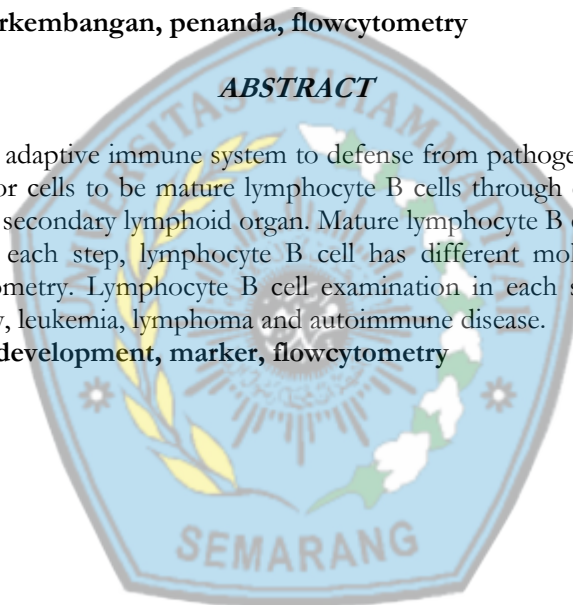 rkembangan, penanda, flowcytometry
ABSTRACT
adaptive immune system to defense from pathoge
or cells to be mature lymphocyte B cells through
secondary lymphoid organ. Mature lymphocyte B
each step, lymphocyte B cell has different mol
ometry. Lymphocyte B cell examination in each s
y, leukemia, lymphoma and autoimmune disease.
development, marker, flowcytometry
UNIVERSITAS MUHAMMADIYAH
SEMARANG